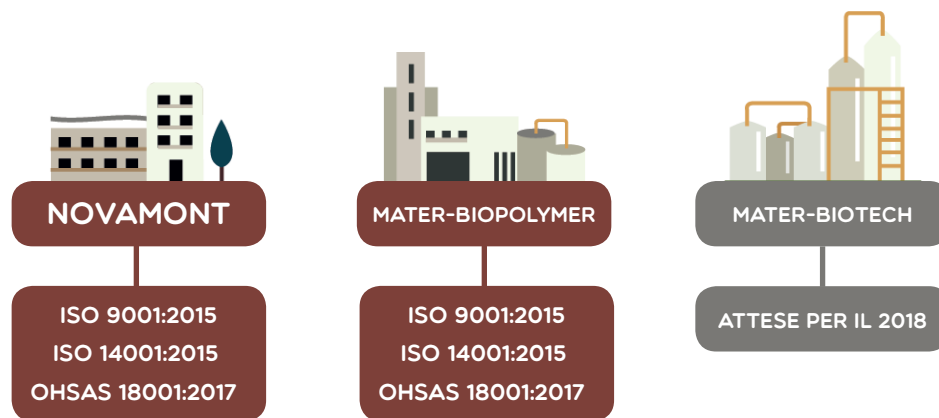 NOVAMONT
ISO 9001:2015
ISO 14001:2015
OHSAS 18001:2017
MATER-BIOPOLYMER
ISO 9001:2015
ISO 14001:2015
OHSAS 18001:2017
MATER-BIOTECH
ATTESE PER IL 2018